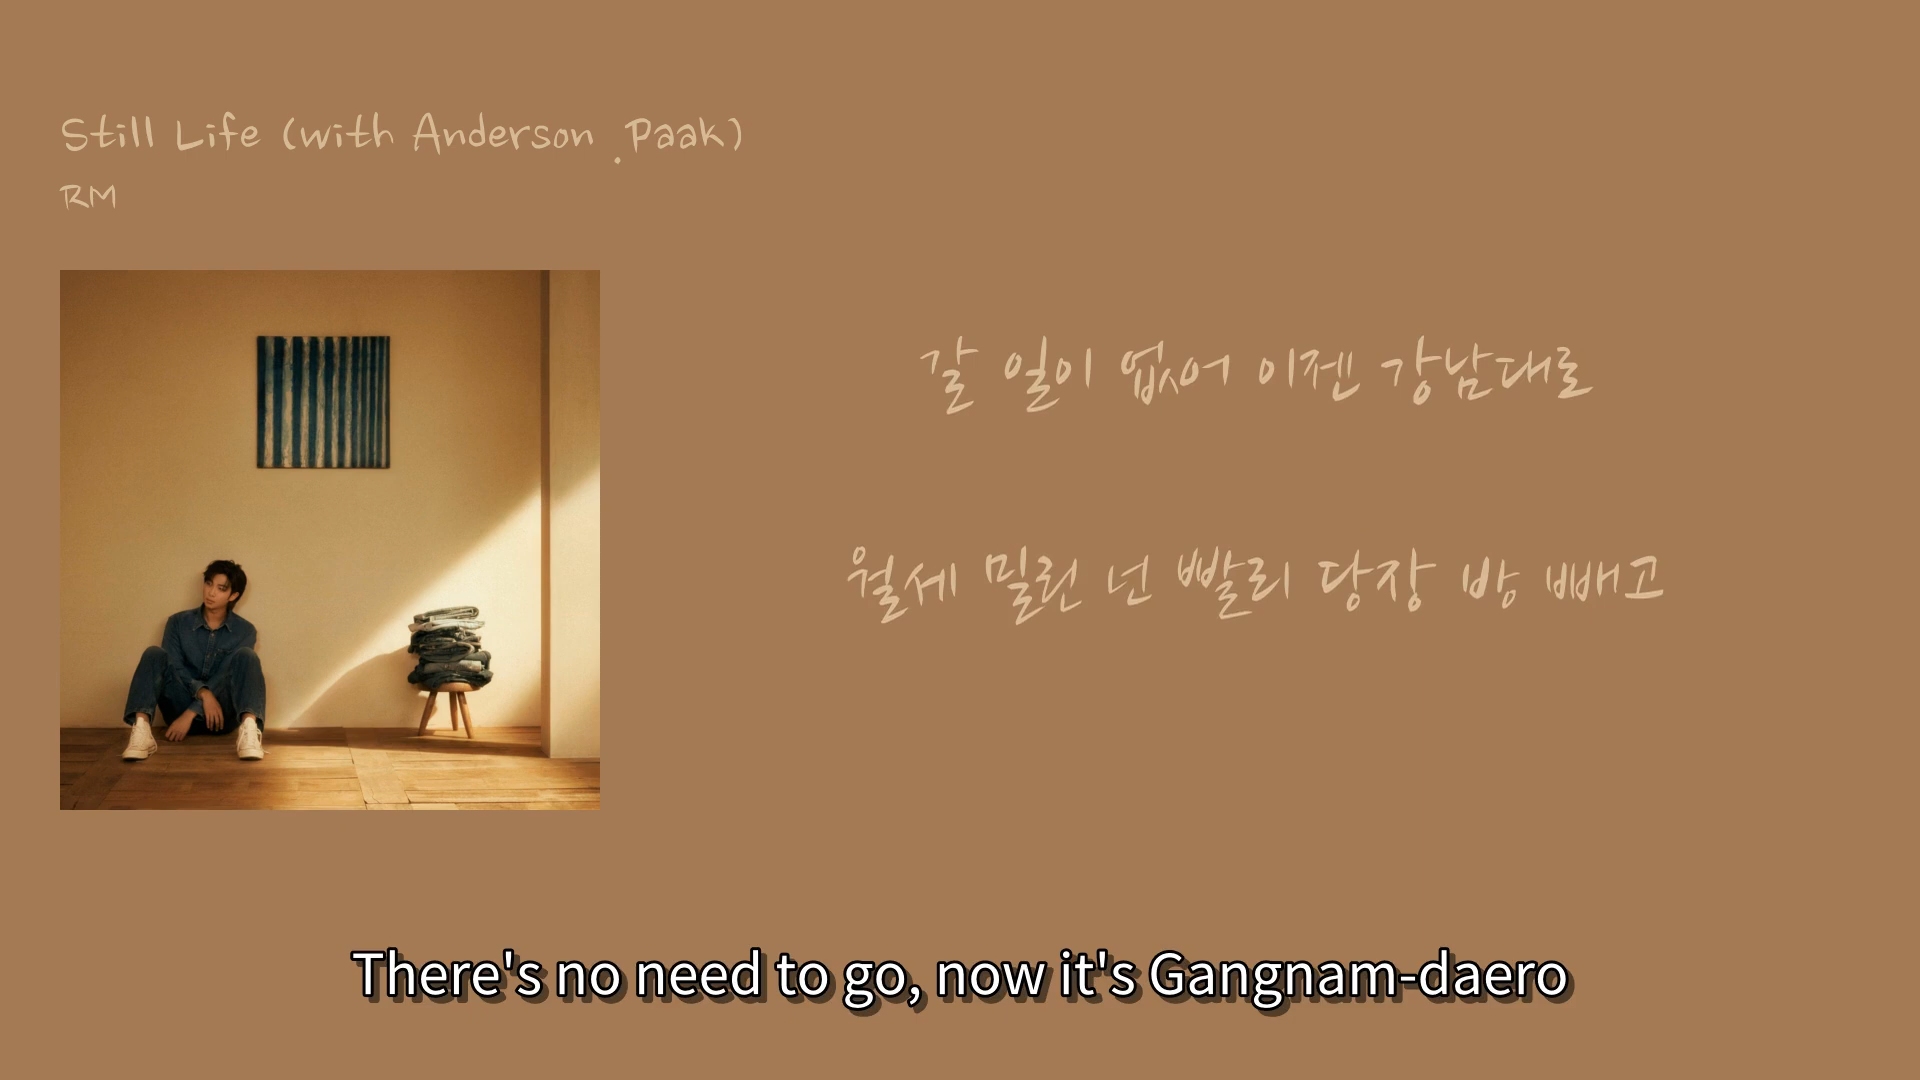 Still Life (with Anderson .Paak)
RM
갈 일이 없어 이젠 강남대로
월세 밀린 넌 빨리 당장 방 빼고
There's no need to go, now it's Gangnam-daero